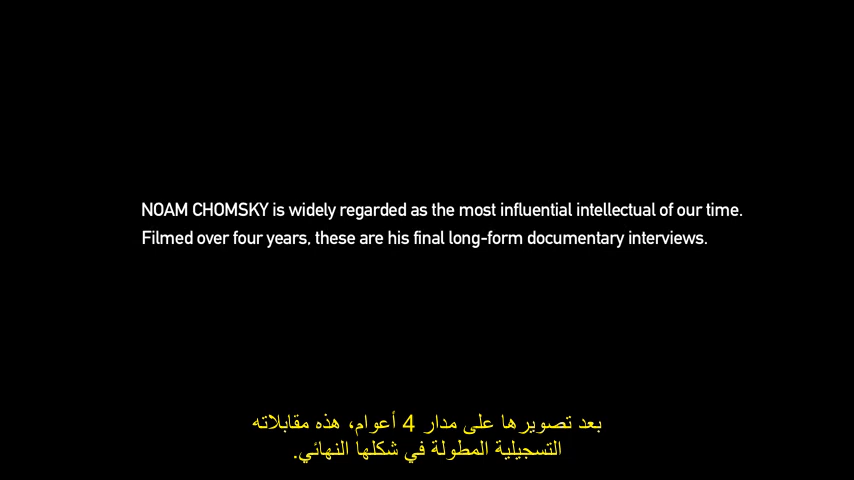 NOAM CHOMSKY is widely regarded as the most influential intellectual of our time.
Filmed over four years, these are his final long-form documentary interviews.
بعد تصويرها على مدار 4 أعوام، هذه مقابلاته
التسجيلية المطولة في شكلها النهائي.